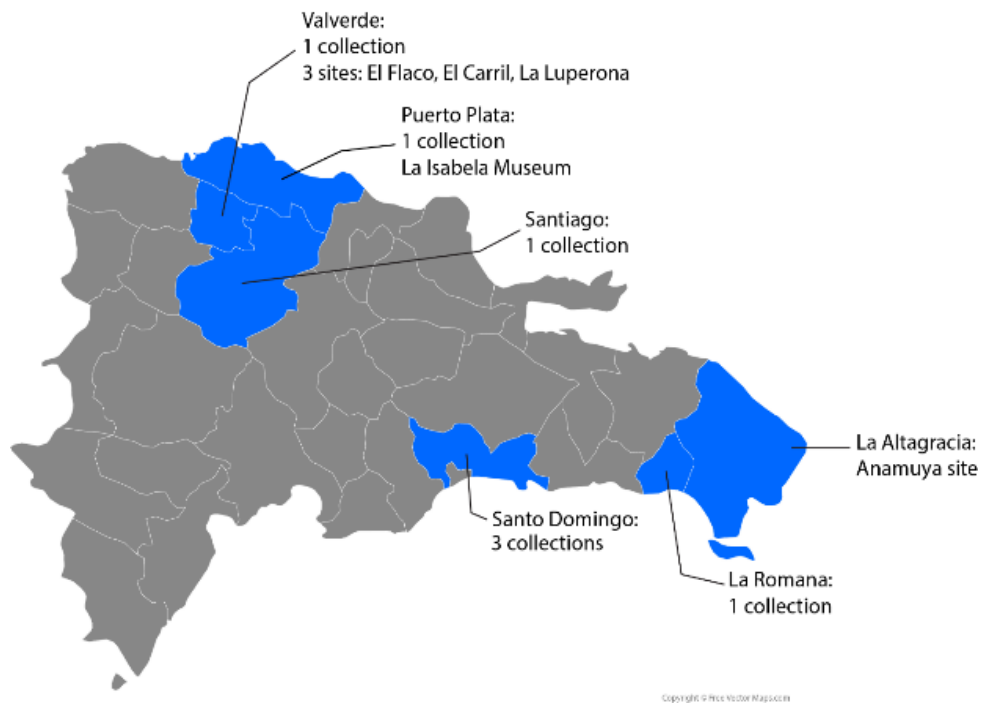 Valverde:
1 collection
3 sites: El Flaco, El Carril, La Luperona
Puerto Plata:
1 collection
La Isabela Museum
Santiago:
1 collection
La Altagracia:
Anamuya site
Santo Domingo:
3 collections
La Romana:
1 collection
Copyright © Free Vector Maps.com